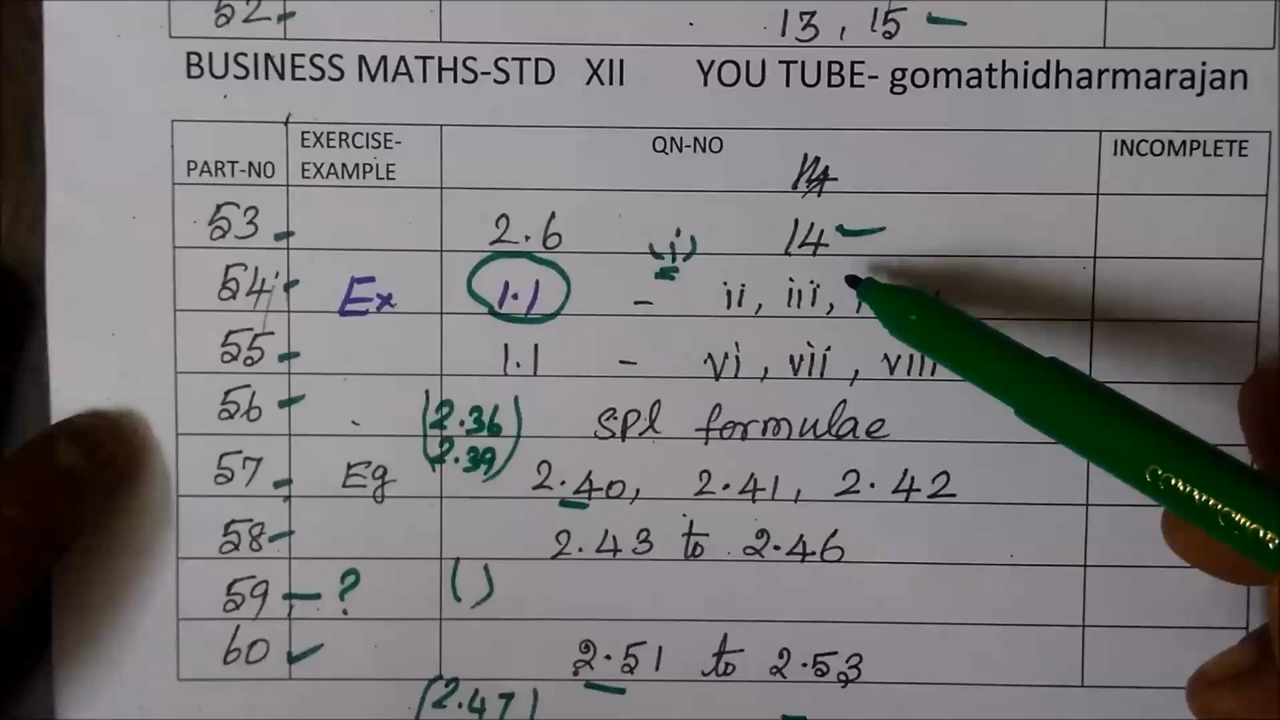 52
13, 15
BUSINESS MATHS-STD XII YOU TUBE- gomathidharmarajan
PART-NO EXERCISE-EXAMPLE QN-NO INCOMPLETE
53 2.6 14
(i)
54 Ex 1.1 - ii, iii,
55 1.1 - vi, vii, viii
56 (2.36 spl formulae
2.39)
57 Eg 2.40, 2.41, 2.42
58 2.43 to 2.46
59 - ? ( )
60 2.51 to 2.53
(2.47)